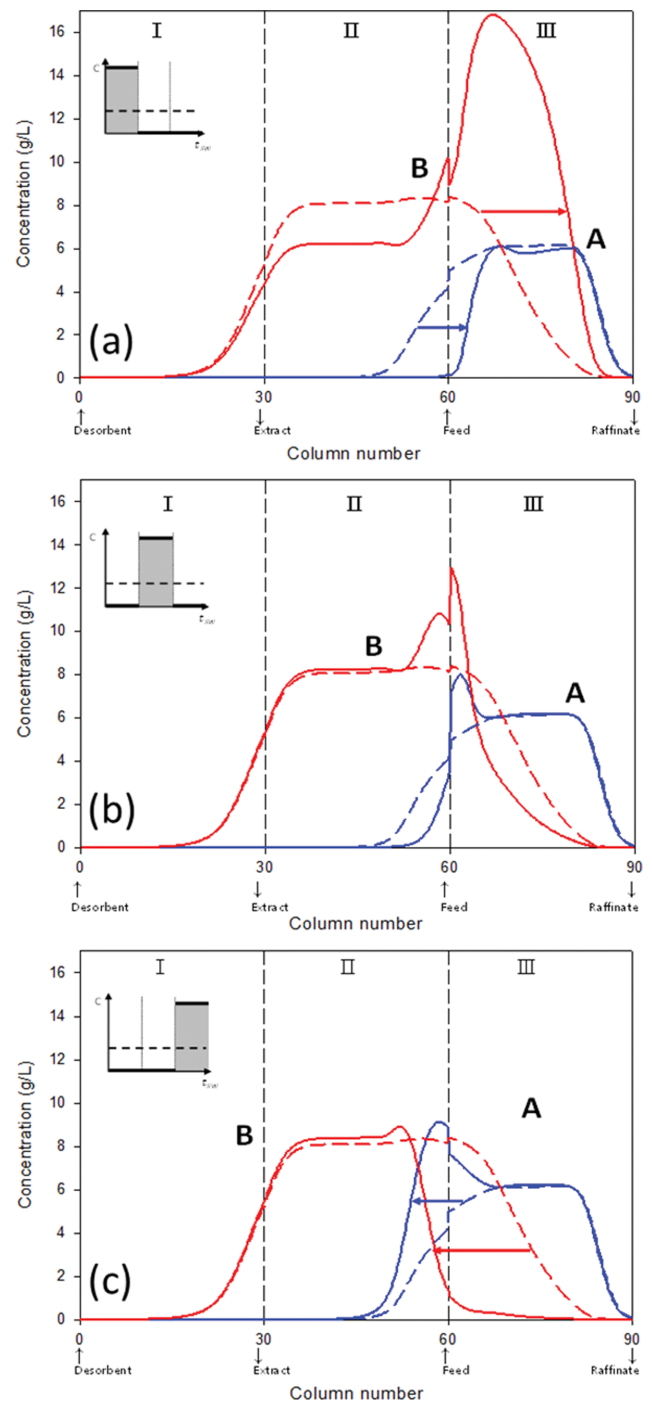 16
I
II
III
14
C
12
t_sw
10
B
8
A
6
4
2
(a)
0
Concentration (g/L)
0
30
60
90
↑
↓
↑
↓
Desorbent
Extract
Feed
Raffinate
Column number
16
I
II
III
14
C
12
t_sw
10
B
8
A
6
4
2
(b)
0
Concentration (g/L)
0
30
60
90
↑
↓
↑
↓
Desorbent
Extract
Feed
Raffinate
Column number
16
I
II
III
14
C
12
t_sw
10
A
B
8
6
4
2
(c)
0
Concentration (g/L)
0
30
60
90
↑
↓
↑
↓
Desorbent
Extract
Feed
Raffinate
Column number